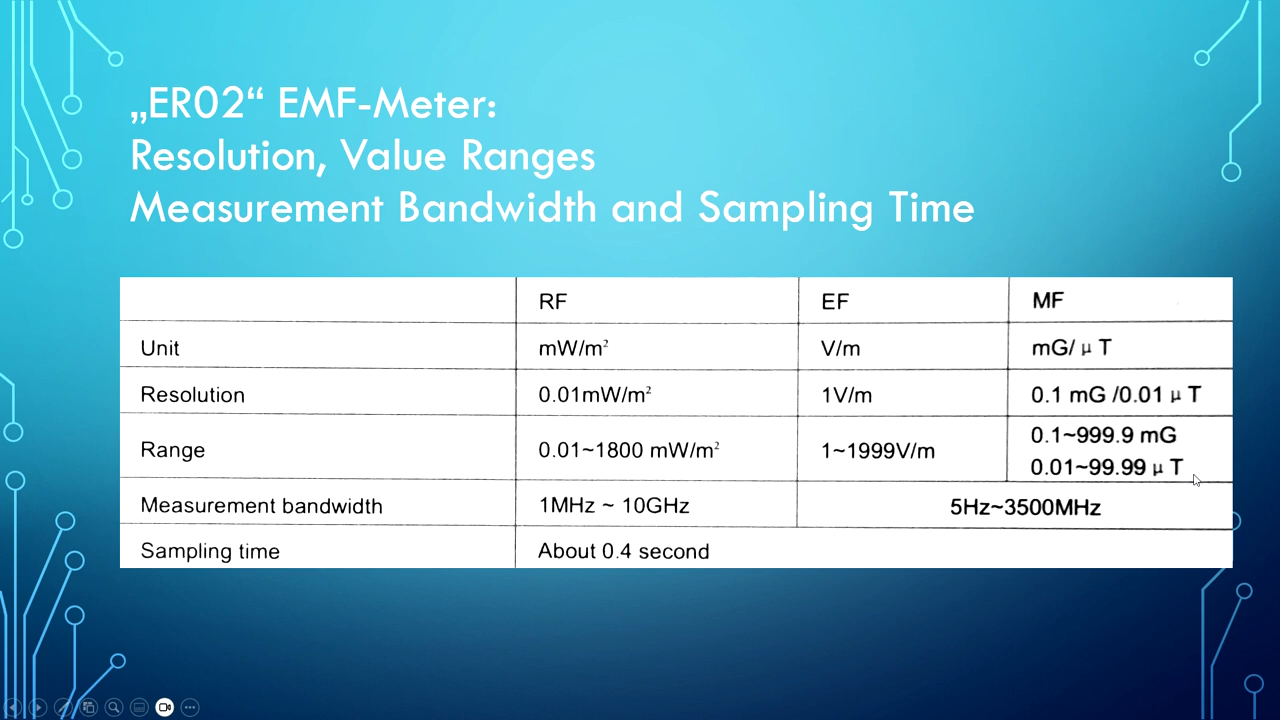 „ER02“ EMF-Meter:
Resolution, Value Ranges
Measurement Bandwidth and Sampling Time
RF EF MF
Unit mW/m² V/m mG/ μ T
Resolution 0.01mW/m² 1V/m 0.1 mG /0.01 μ T
Range 0.01~1800 mW/m² 1~1999V/m 0.1~999.9 mG
0.01~99.99 μ T
Measurement bandwidth 1MHz ~ 10GHz 5Hz~3500MHz
Sampling time About 0.4 second